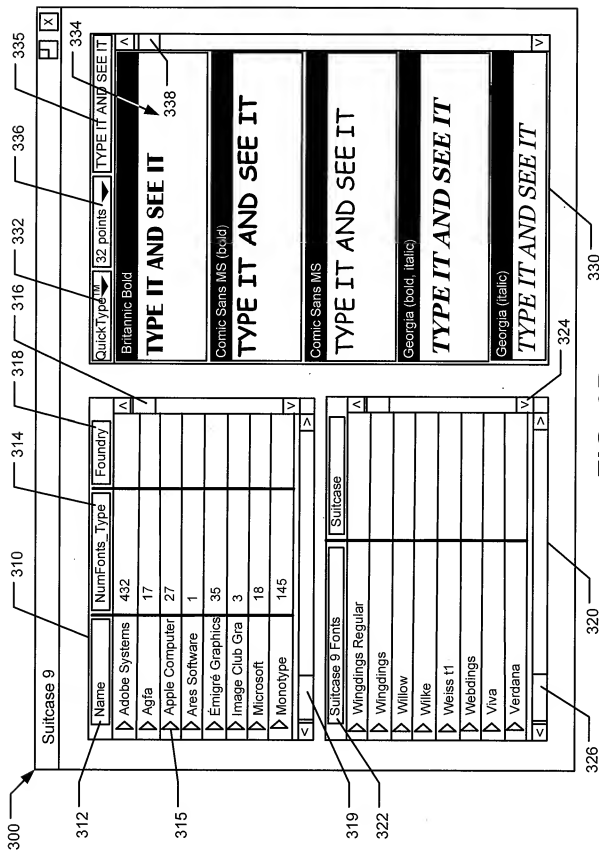 300
Suitcase 9
312
310
314
318
316
332
336
335
334
Name
NumFonts_Type
Foundry
Adobe Systems 432
Agfa 17
Apple Computer 27
Ares Software 1
Émigré Graphics 35
Image Club Gra 3
Microsoft 18
Monotype 145
315
319
322
Suitcase 9 Fonts
Suitcase
Wingdings Regular
Wingdings
Willow
Wilke
Weiss t1
Webdings
Viva
Verdana
326
320
324
QuickType™
32 points
TYPE IT AND SEE IT
Britannic Bold
TYPE IT AND SEE IT
338
Comic Sans MS (bold)
TYPE IT AND SEE IT
Comic Sans MS
TYPE IT AND SEE IT
Georgia (bold, italic)
TYPE IT AND SEE IT
Georgia (italic)
TYPE IT AND SEE IT
330